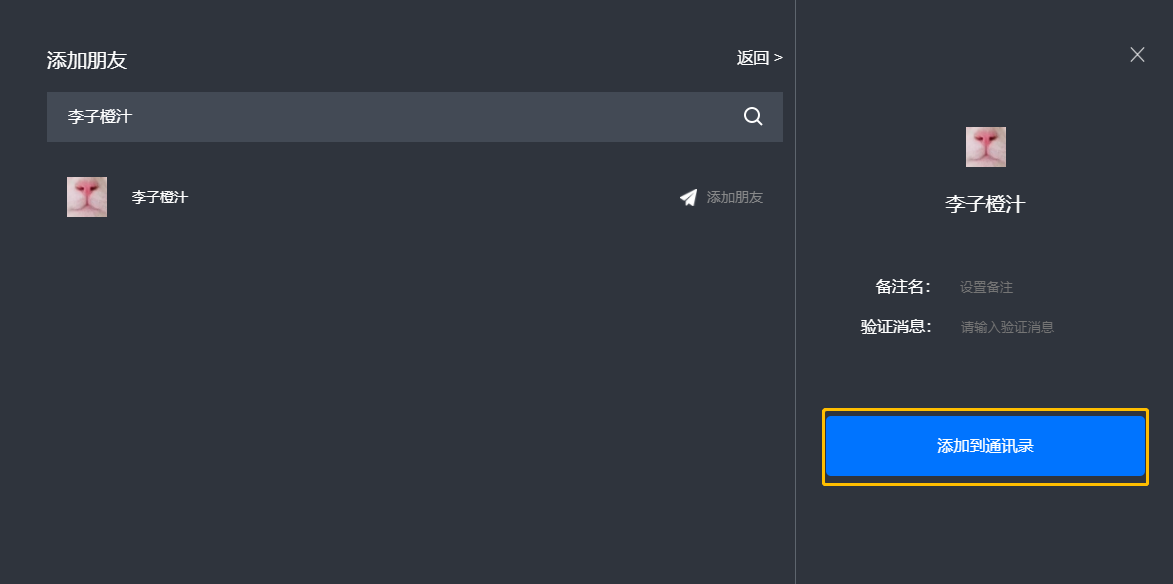 添加朋友
返回 >
李子橙汁
李子橙汁
添加朋友
李子橙汁
备注名：
设置备注
验证消息：
请输入验证消息
添加到通讯录